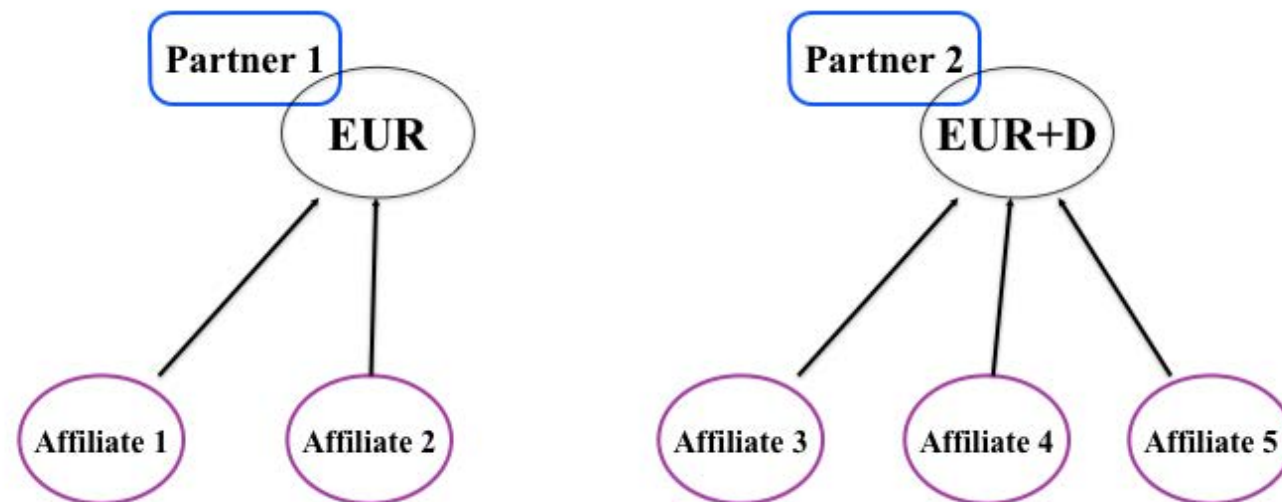 Partner 1
EUR
Partner 2
EUR+D
Affiliate 1
Affiliate 2
Affiliate 3
Affiliate 4
Affiliate 5